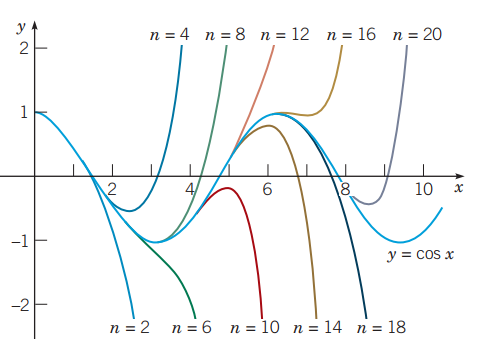 y
n = 4 n = 8 n = 12 n = 16 n = 20
2
1
2 4 6 8 10 x
−1
y = cos x
−2
n = 2 n = 6 n = 10 n = 14 n = 18